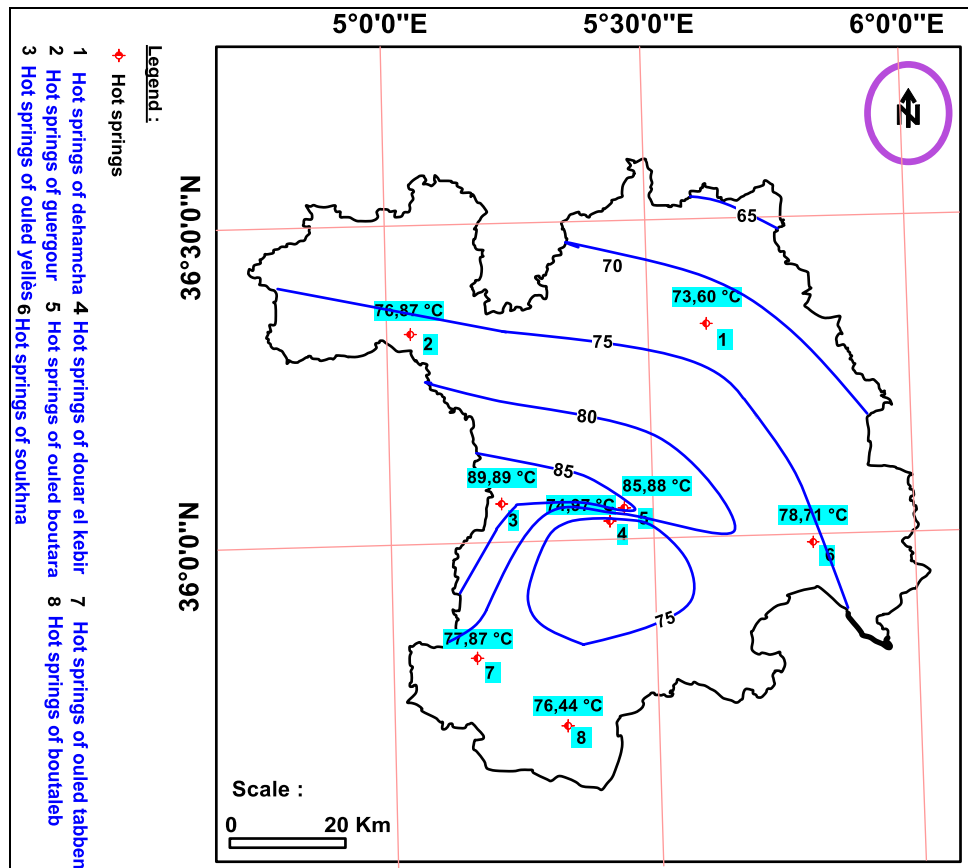 5°0'0''E
5°30'0''E
6°0'0''E
N
36°30'0''N
36°0'0''N
65
70
73,60 °C
1
76,87 °C
2
75
80
85
89,89 °C
3
85,88 °C
5
74,97 °C
4
78,71 °C
6
75
77,87 °C
7
76,44 °C
8
Scale :
0 20 Km
Legend :
Hot springs
1 Hot springs of dehamcha
2 Hot springs of guergour
3 Hot springs of ouled yellès
4 Hot springs of douar el kebir
5 Hot springs of ouled boutara
6 Hot springs of soukhna
7 Hot springs of ouled tabben
8 Hot springs of boutaleb